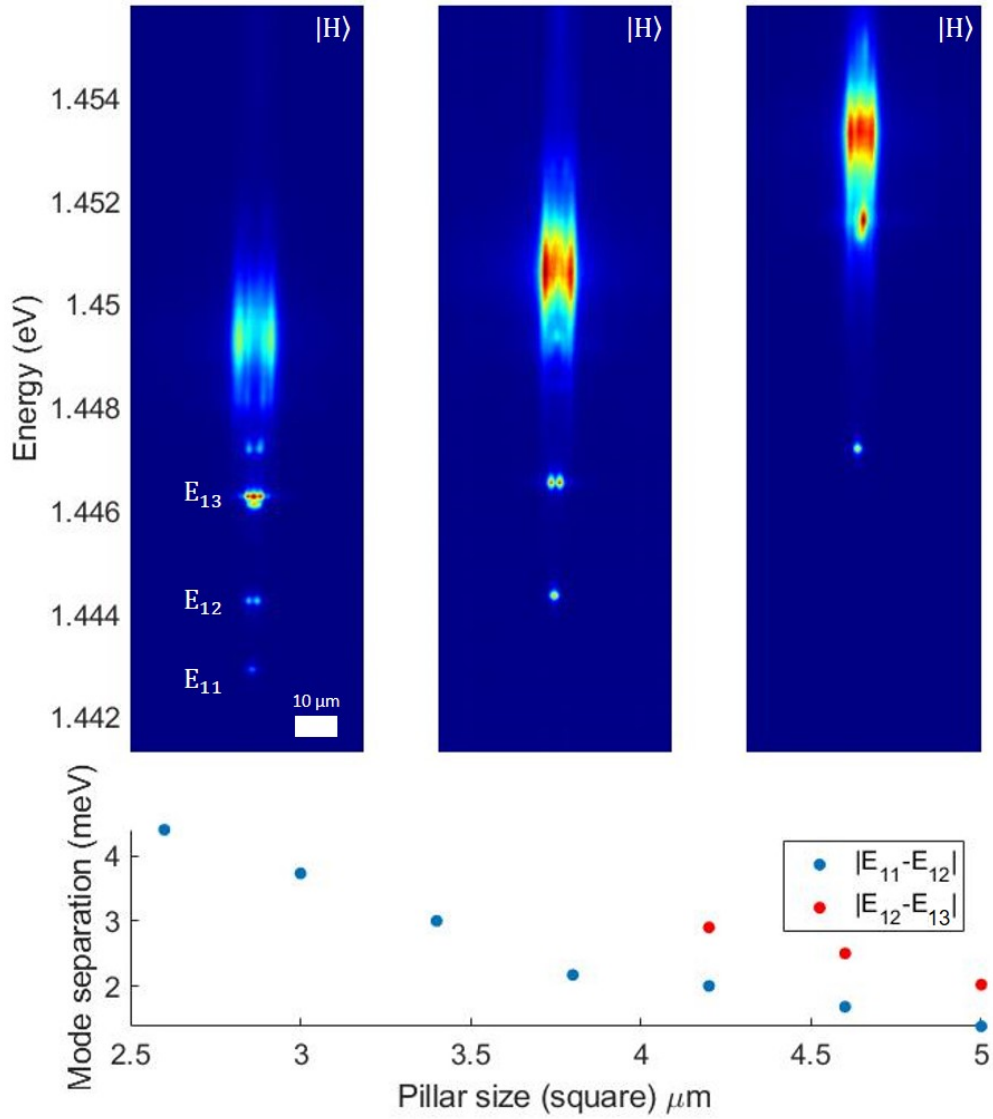 |H⟩
|H⟩
|H⟩
1.454
1.452
1.45
1.448
1.446
1.444
1.442
Energy (eV)
E₁₃
E₁₂
E₁₁
10 μm
Mode separation (meV)
4
3
2
|E₁₁-E₁₂|
|E₁₂-E₁₃|
2.5
3
3.5
4
4.5
5
Pillar size (square) μm